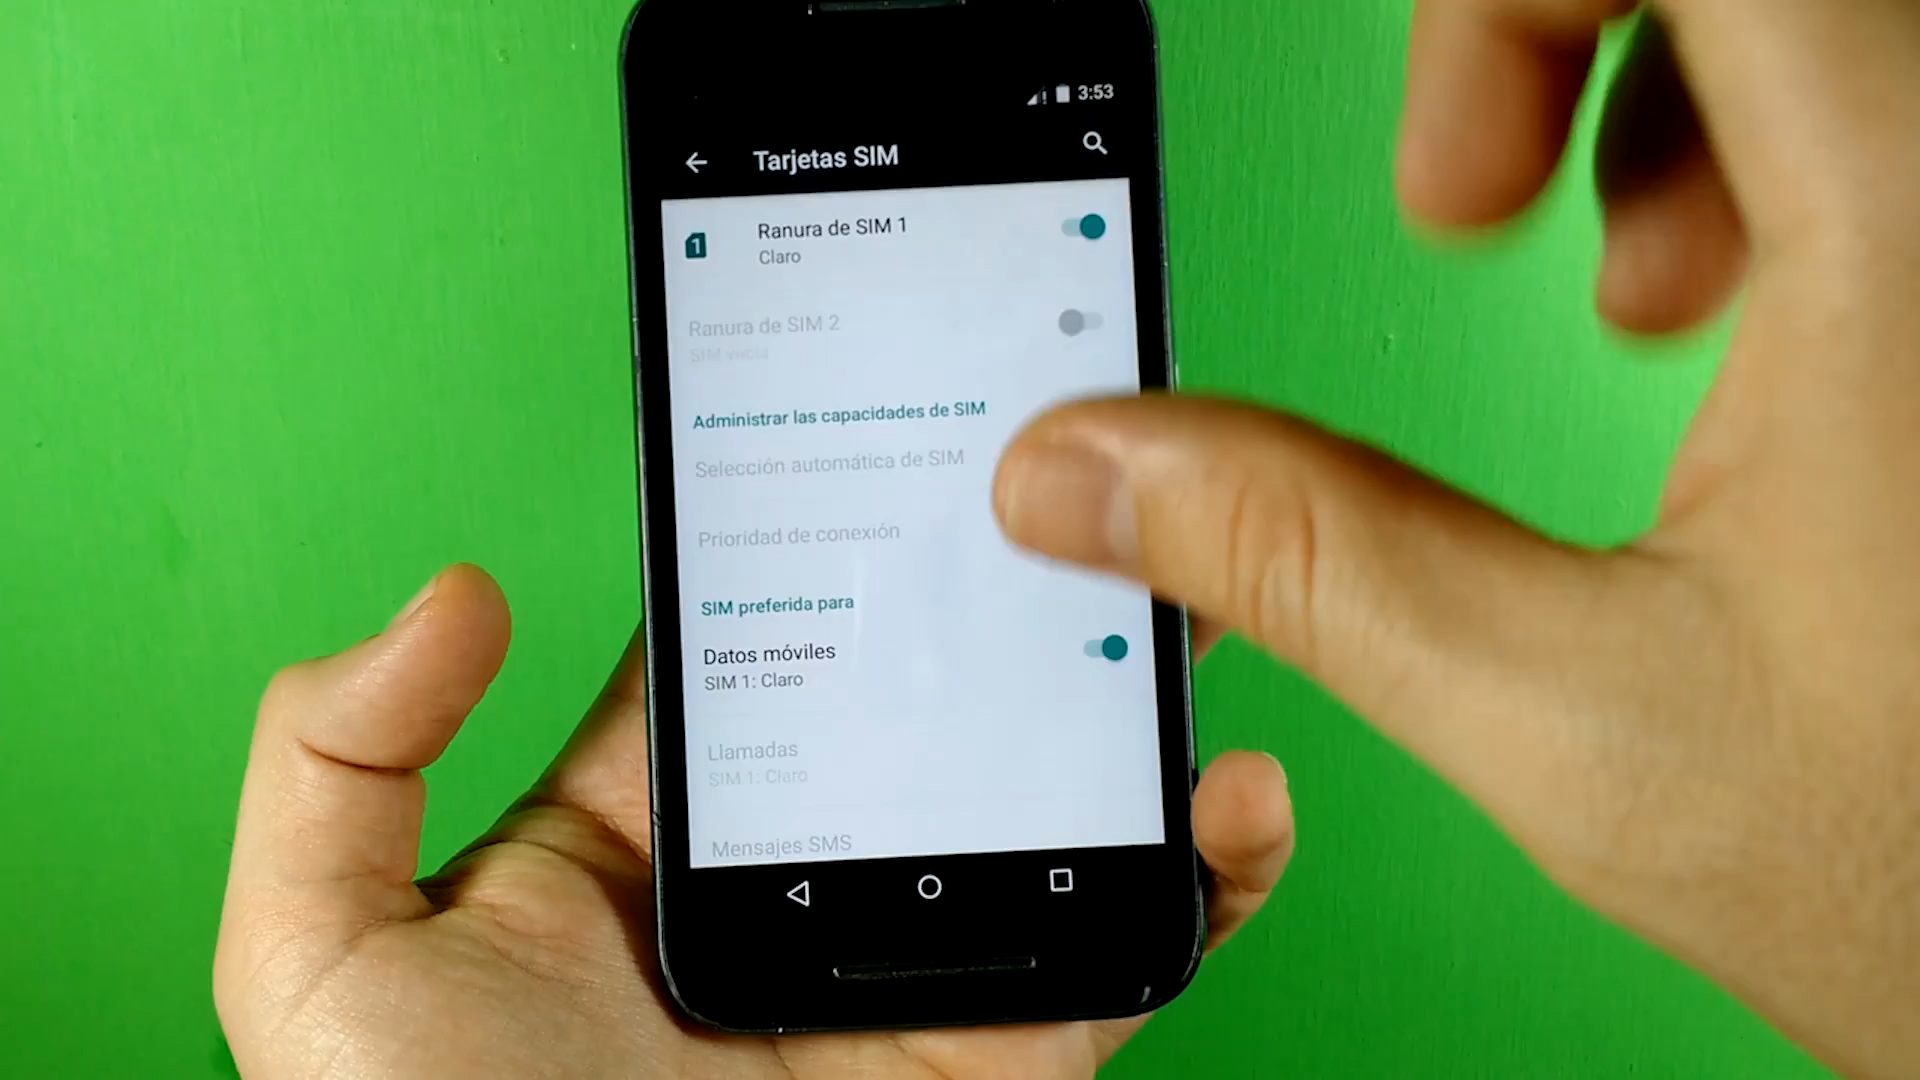 3:53
Tarjetas SIM
1
Ranura de SIM 1
Claro
Ranura de SIM 2
SIM vacía
Administrar las capacidades de SIM
Selección automática de SIM
Prioridad de conexión
SIM preferida para
Datos móviles
SIM 1: Claro
Llamadas
SIM 1: Claro
Mensajes SMS